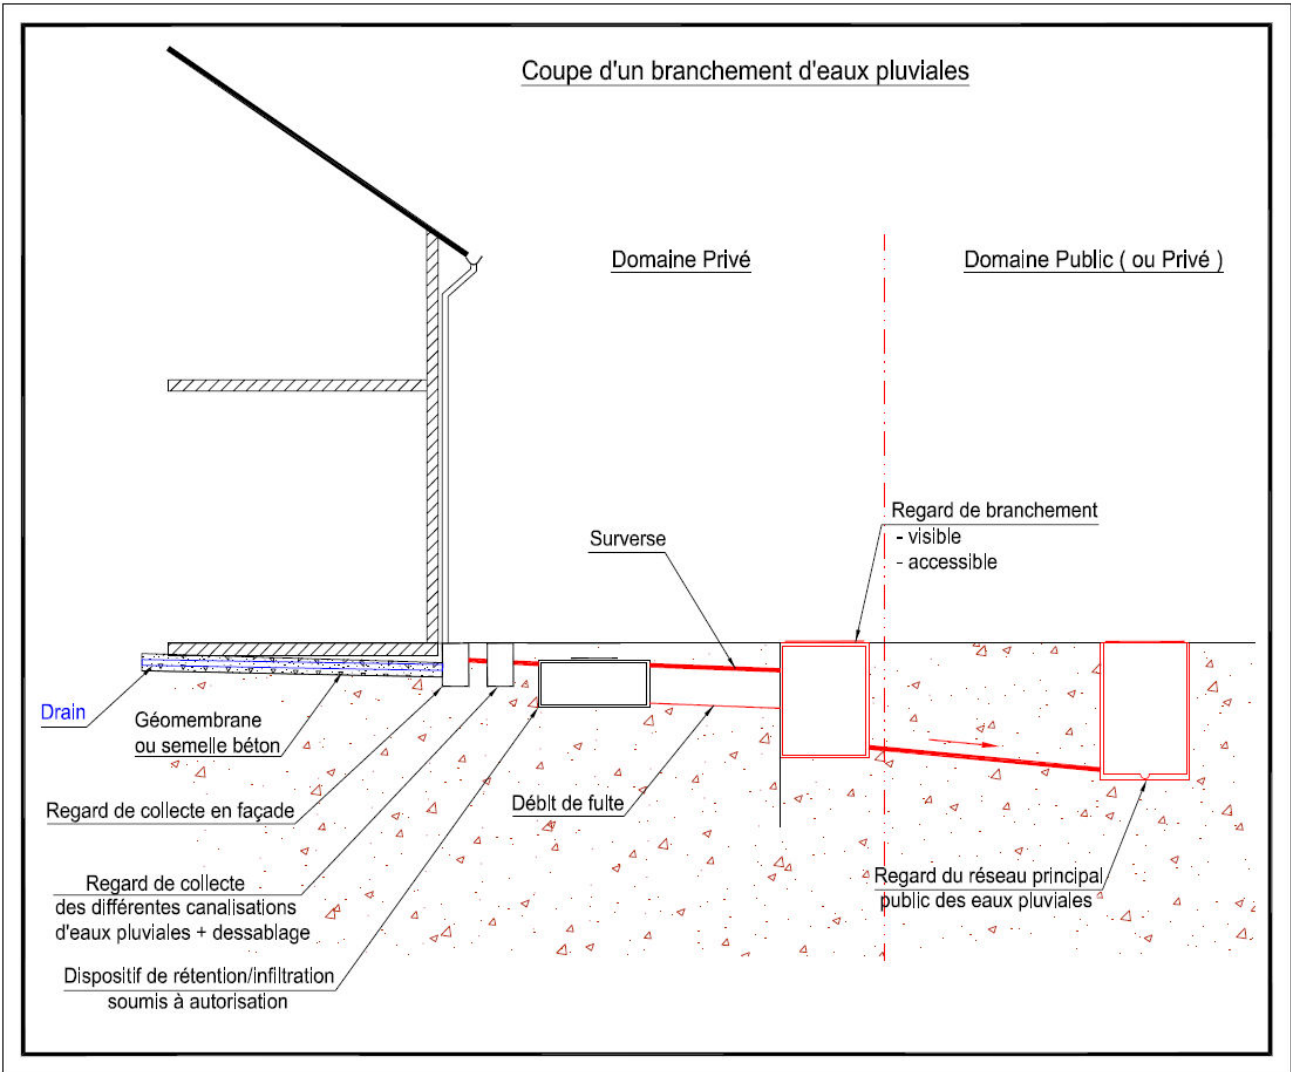 Coupe d'un branchement d'eaux pluviales
Domaine Privé
Domaine Public ( ou Privé )
Regard de branchement
- visible
- accessible
Surverse
Drain
Géomembrane
ou semelle béton
Regard de collecte en façade
Débit de fuite
Regard de collecte
des différentes canalisations
d'eaux pluviales + dessablage
Regard du réseau principal
public des eaux pluviales
Dispositif de rétention/infiltration
soumis à autorisation